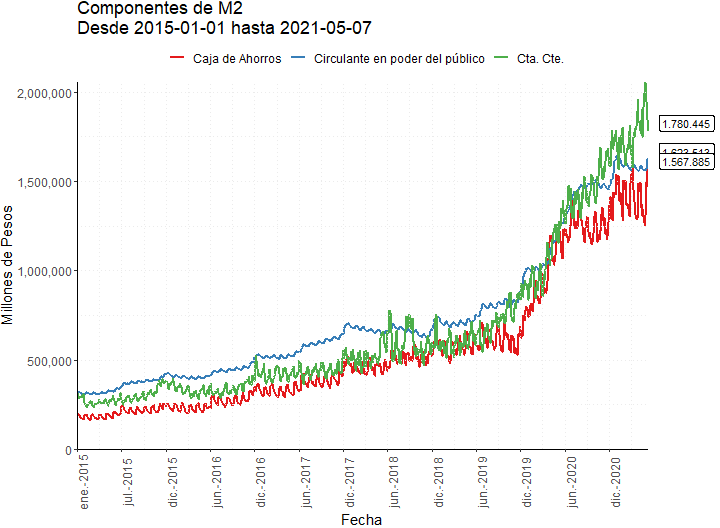 Componentes de M2
Desde 2015-01-01 hasta 2021-05-07
Caja de Ahorros Circulante en poder del público Cta. Cte.
Millones de Pesos
2,000,000
1,500,000
1,000,000
500,000
0
1.780.445
1.623.513
1.567.885
ene.-2015
jul.-2015
dic.-2015
jun.-2016
dic.-2016
jun.-2017
dic.-2017
jun.-2018
dic.-2018
jun.-2019
dic.-2019
jun.-2020
dic.-2020
Fecha